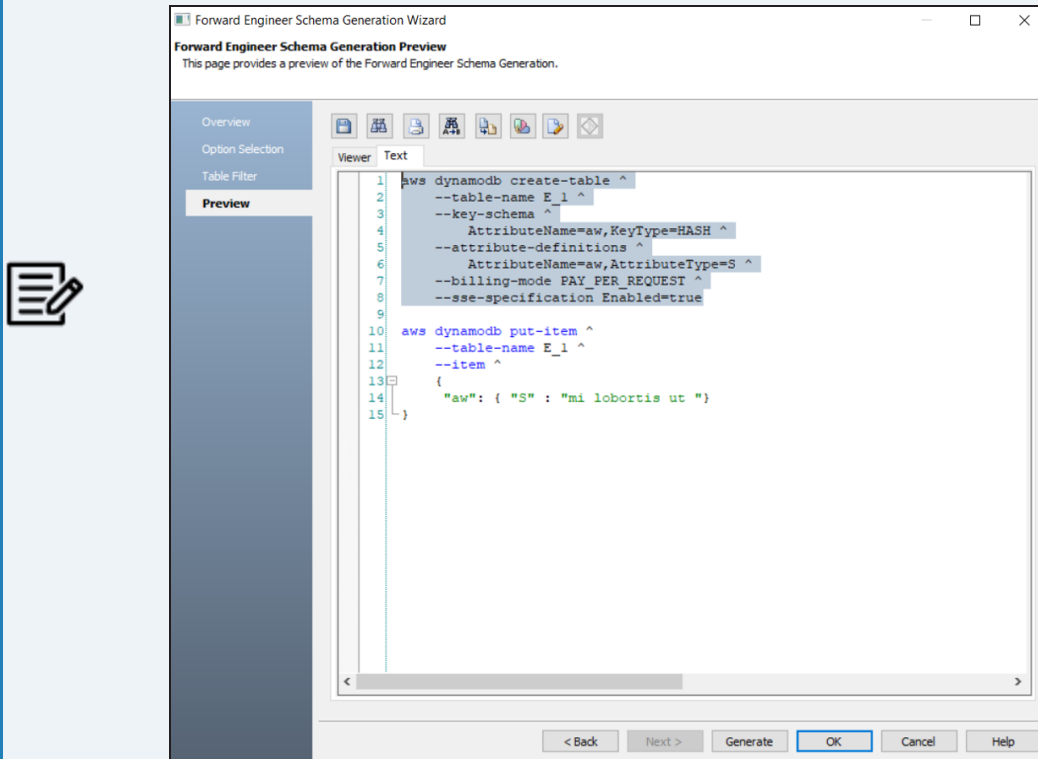 Forward Engineer Schema Generation Wizard
Forward Engineer Schema Generation Preview
This page provides a preview of the Forward Engineer Schema Generation.
Overview
Option Selection
Table Filter
Preview
Viewer Text
1 aws dynamodb create-table ^
2 --table-name E_1 ^
3 --key-schema ^
4 AttributeName=aw,KeyType=HASH ^
5 --attribute-definitions ^
6 AttributeName=aw,AttributeType=S ^
7 --billing-mode PAY_PER_REQUEST ^
8 --sse-specification Enabled=true
9
10 aws dynamodb put-item ^
11 --table-name E_1 ^
12 --item ^
13 {
14 "aw": { "S" : "mi lobortis ut "}
15 }
< Back Next > Generate OK Cancel Help